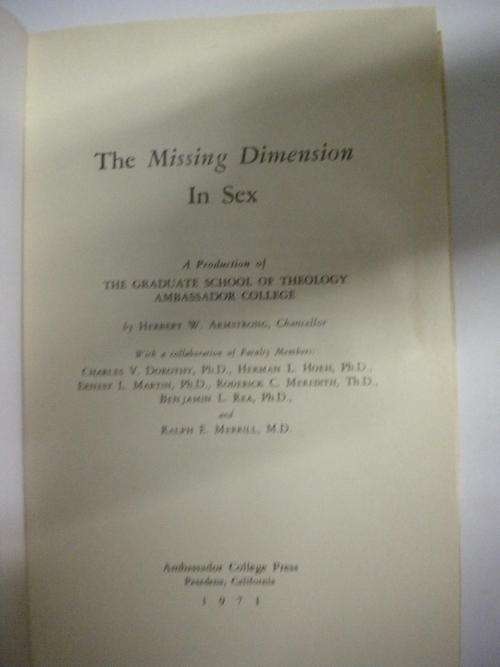 The Missing Dimension
In Sex
A Production of
THE GRADUATE SCHOOL OF THEOLOGY
AMBASSADOR COLLEGE
by HERBERT W. ARMSTRONG, Chancellor
With a collaboration of Faculty Members:
CHARLES V. DOROTHY, Ph.D., HERMAN L. HOEH, Ph.D.,
ERNEST L. MARTIN, Ph.D., RODERICK C. MEREDITH, Th.D.,
BENJAMIN L. REA, Ph.D.,
and
RALPH E. MERRILL, M.D.
Ambassador College Press
Pasadena, California
1971